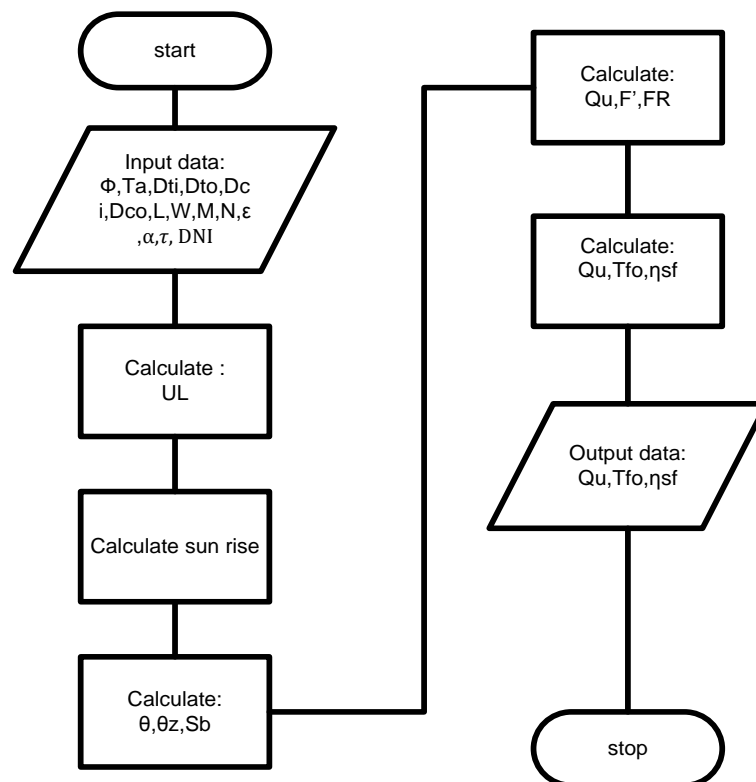 start
Input data:
Φ,Ta,Dti,Dto,Dc
i,Dco,L,W,M,N,ε
,α,τ, DNI
Calculate :
UL
Calculate sun rise
Calculate:
θ,θz,Sb
Calculate:
Qu,F’,FR
Calculate:
Qu,Tfo,ηsf
Output data:
Qu,Tfo,ηsf
stop